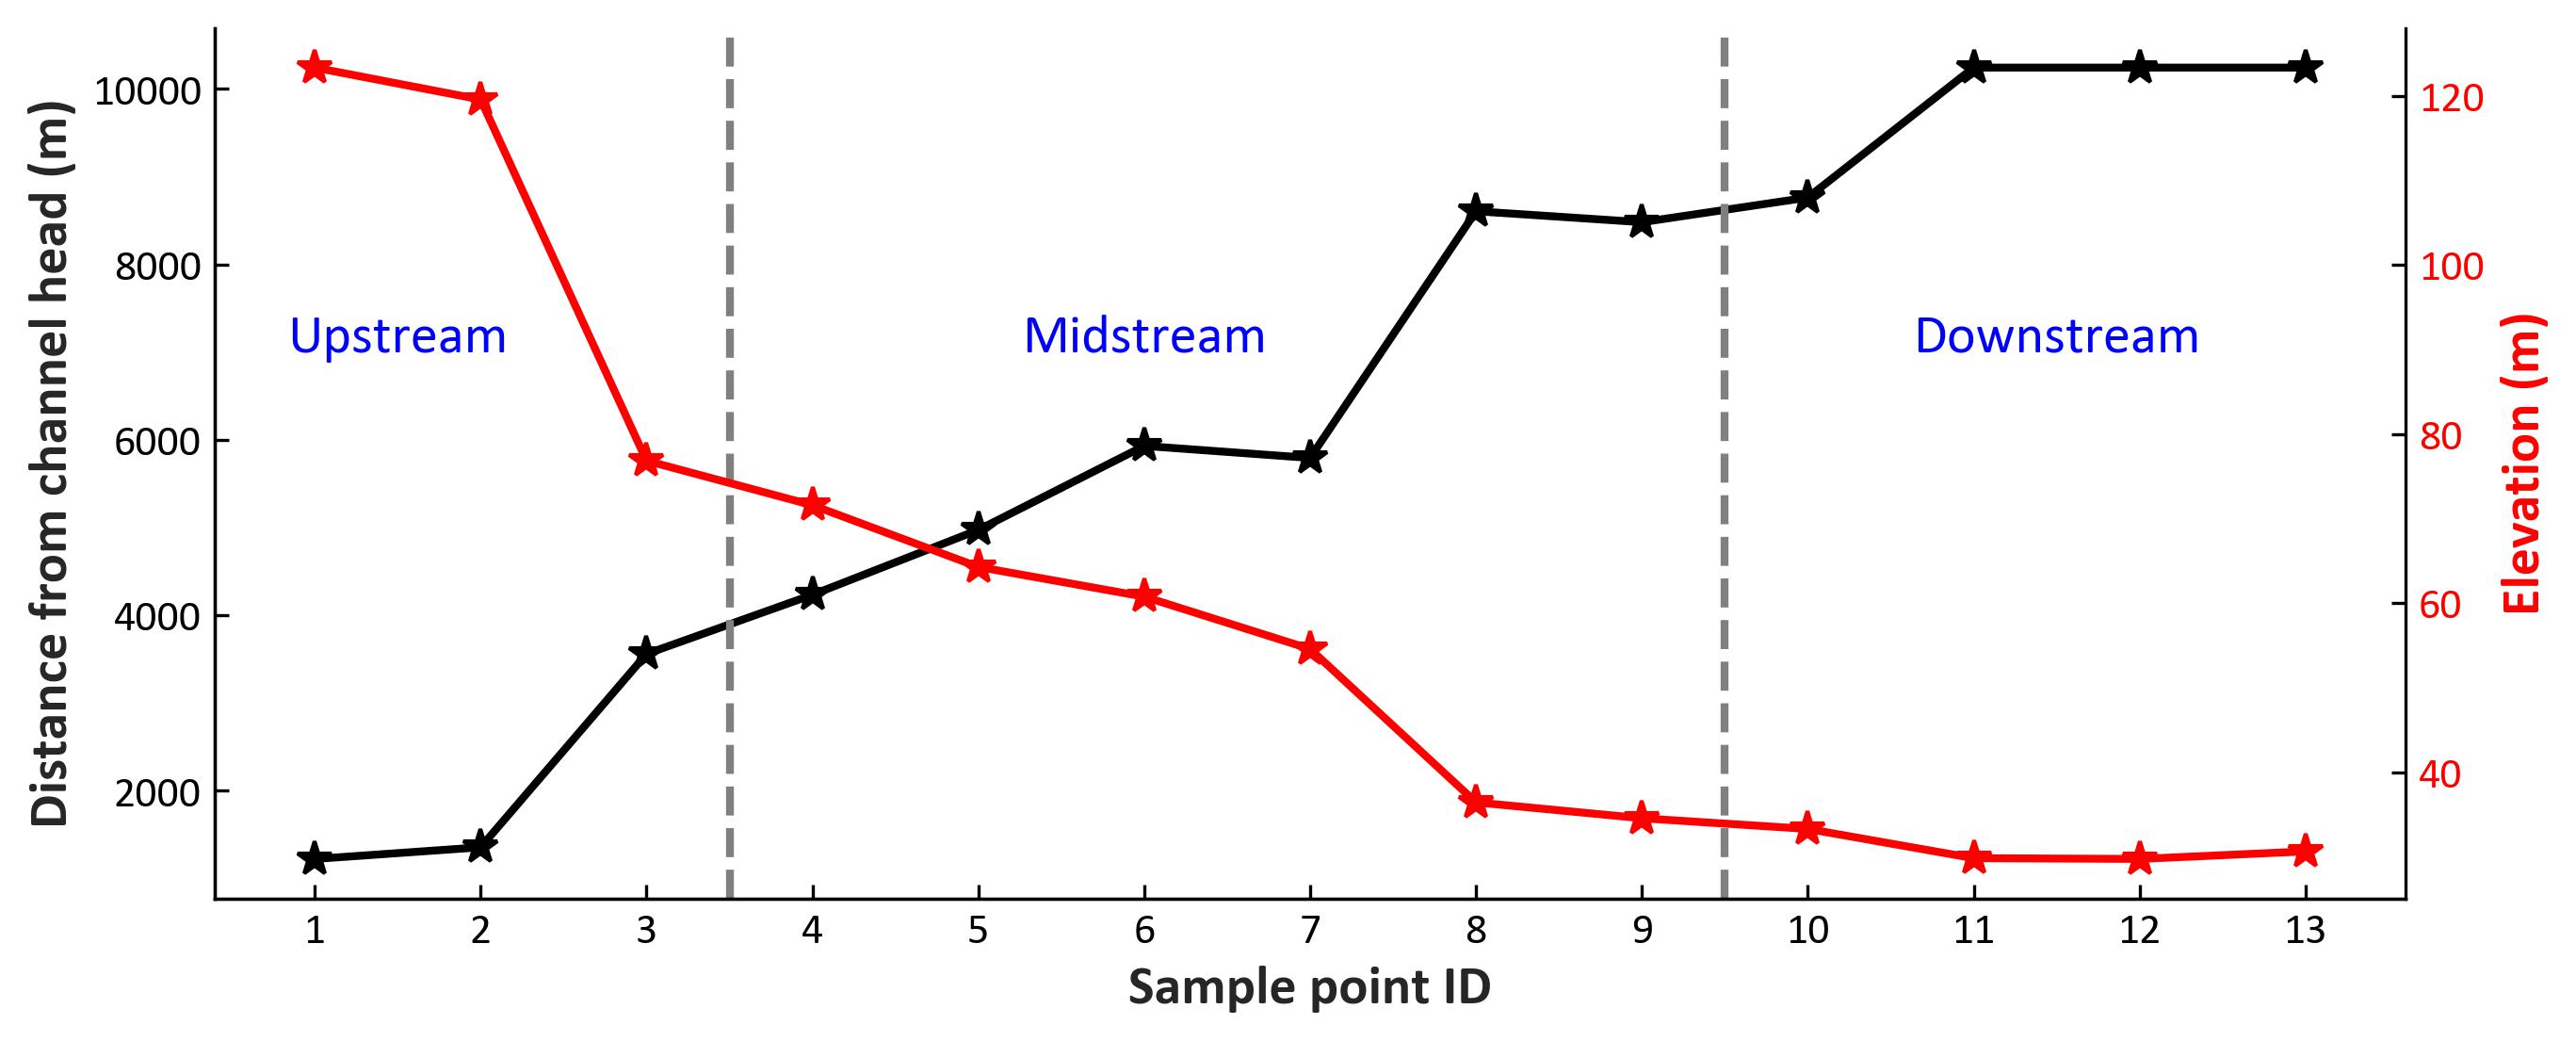 Distance from channel head (m)
10000
8000
6000
4000
2000
Upstream
Midstream
Downstream
120
100
80
60
40
Elevation (m)
1 2 3 4 5 6 7 8 9 10 11 12 13
Sample point ID